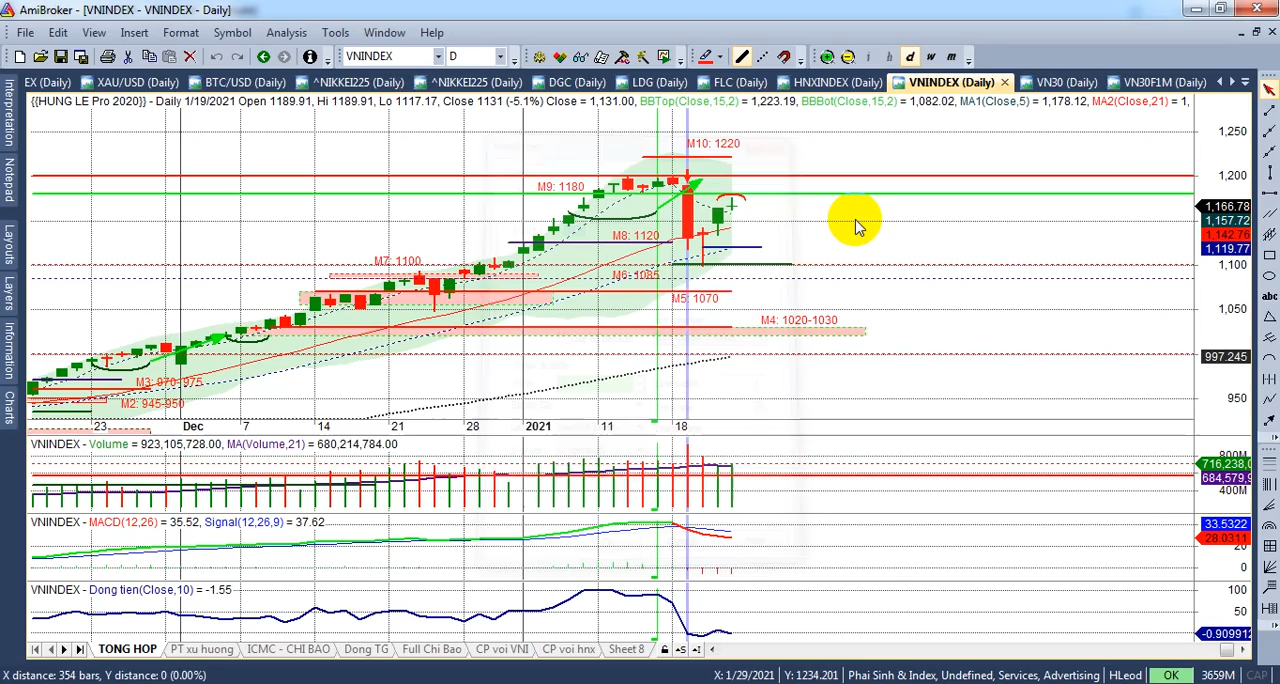 AmiBroker - [VNINDEX - VNINDEX - Daily]
File Edit View Insert Format Symbol Analysis Tools Window Help
VNINDEX D i h d w m
EX (Daily) XAU/USD (Daily) BTC/USD (Daily) ^NIKKEI225 (Daily) ^NIKKEI225 (Daily) DGC (Daily) LDG (Daily) FLC (Daily) HNXINDEX (Daily) VNINDEX (Daily) VN30 (Daily) VN30F1M (Daily)
Interpretation
Notepad
Layouts
Layers
Information
Charts
{{HUNG LE Pro 2020}} - Daily 1/19/2021 Open 1189.91, Hi 1189.91, Lo 1117.17, Close 1131 (-5.1%) Close = 1,131.00, BBTop(Close,15,2) = 1,223.19, BBBot(Close,15,2) = 1,082.02, MA1(Close,5) = 1,178.12, MA2(Close,21) = 1,
1,250
M10: 1220
1,200
M9: 1180
1,166.78
1,157.72
M8: 1120
1,142.76
1,119.77
M7: 1100
1,100
M6: 1085
M5: 1070
1,050
M4: 1020-1030
997.245
M3: 970-975
M2: 945-950
950
23 Dec 7 14 21 28 2021 11 18
VNINDEX - Volume = 923,105,728.00, MA(Volume,21) = 680,214,784.00
800M
716,238,0
684,579,9
400M
VNINDEX - MACD(12,26) = 35.52, Signal(12,26,9) = 37.62
33.5322
28.0311
20
0
VNINDEX - Dong tien(Close,10) = -1.55
100
50
-0.909912
TONG HOP PT xu huong ICMC - CHI BAO Dong TG Full Chi Bao CP voi VNI CP voi hnx Sheet 8
X distance: 354 bars, Y distance: 0 (0.00%) X: 1/29/2021 Y: 1234.201 Phai Sinh & Index, Undefined, Services, Advertising HLeod OK 3659M CAP
abc